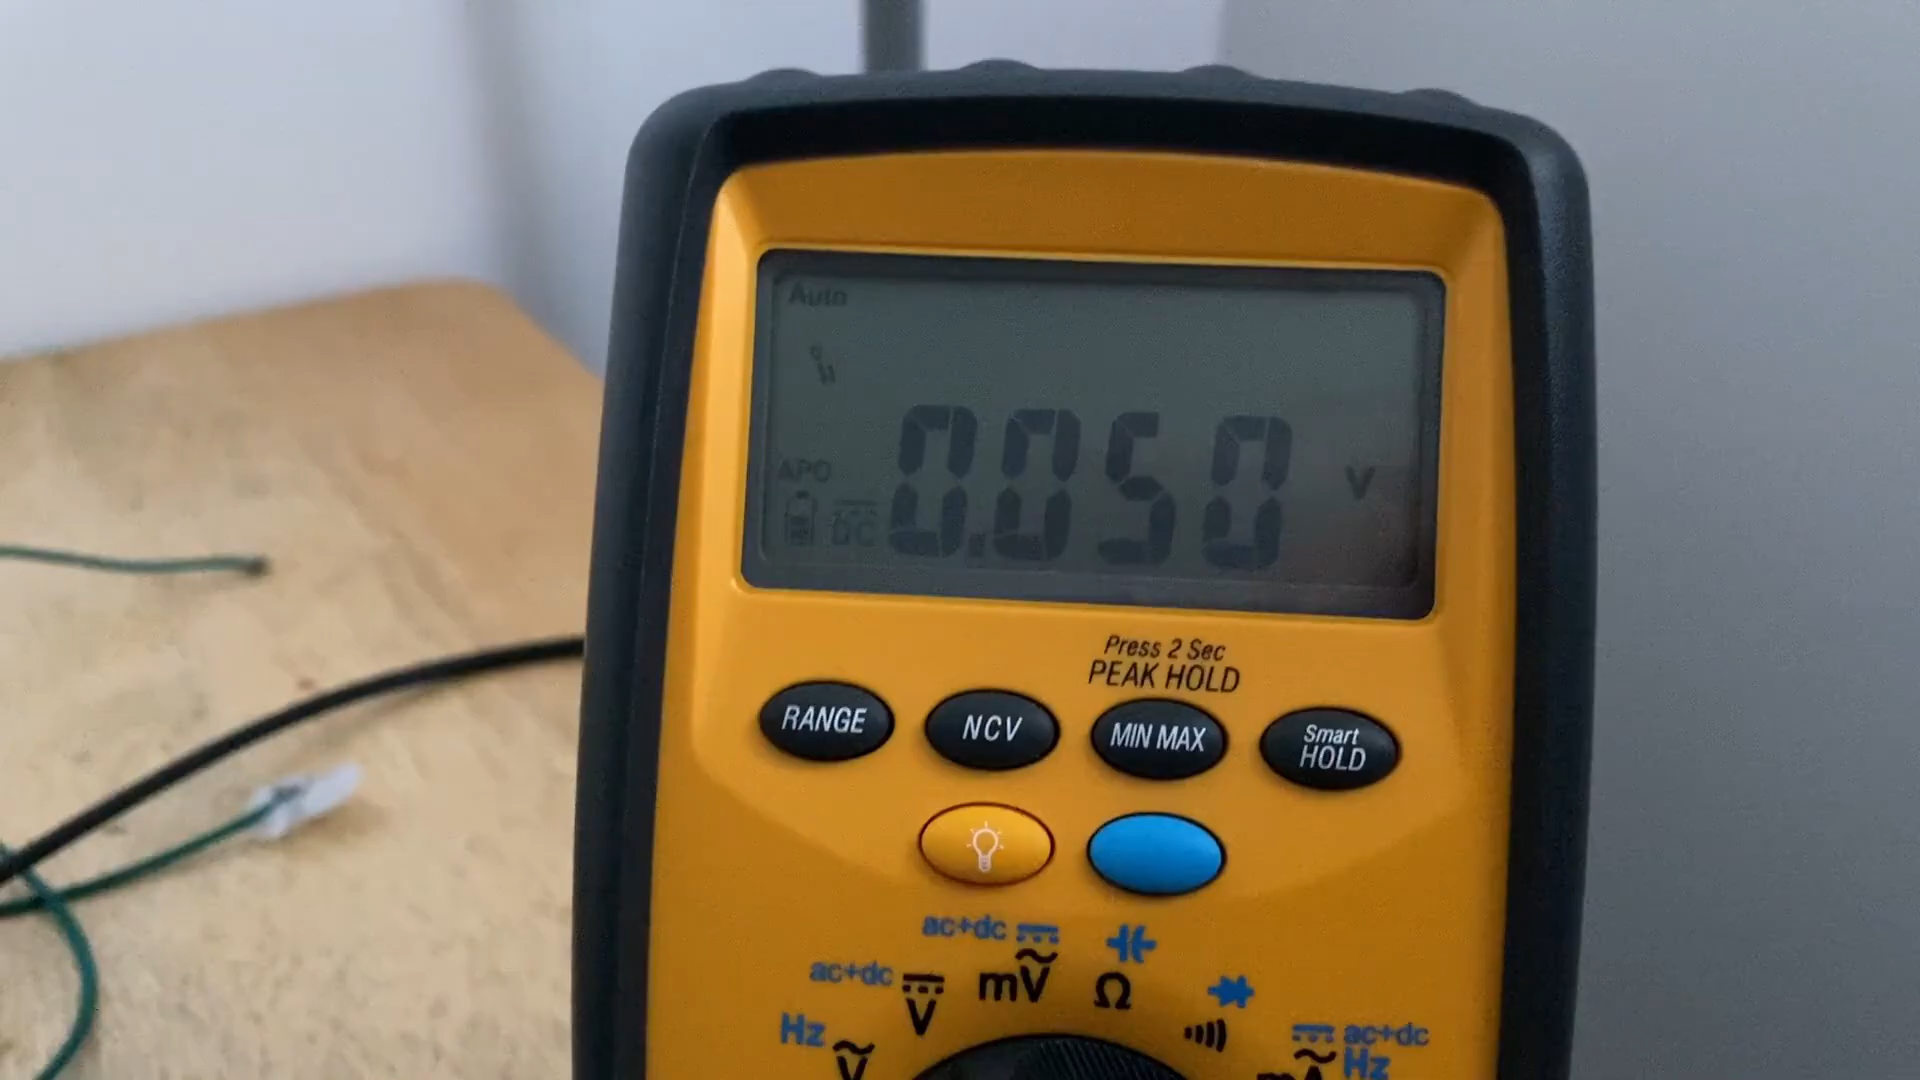 Auto
APO
DC 0.050 V
Press 2 Sec
PEAK HOLD
RANGE
NCV
MIN MAX
Smart
HOLD
ac+dc
ac+dc
mV
Ω
V
Hz
V
ac+dc
mA
Hz